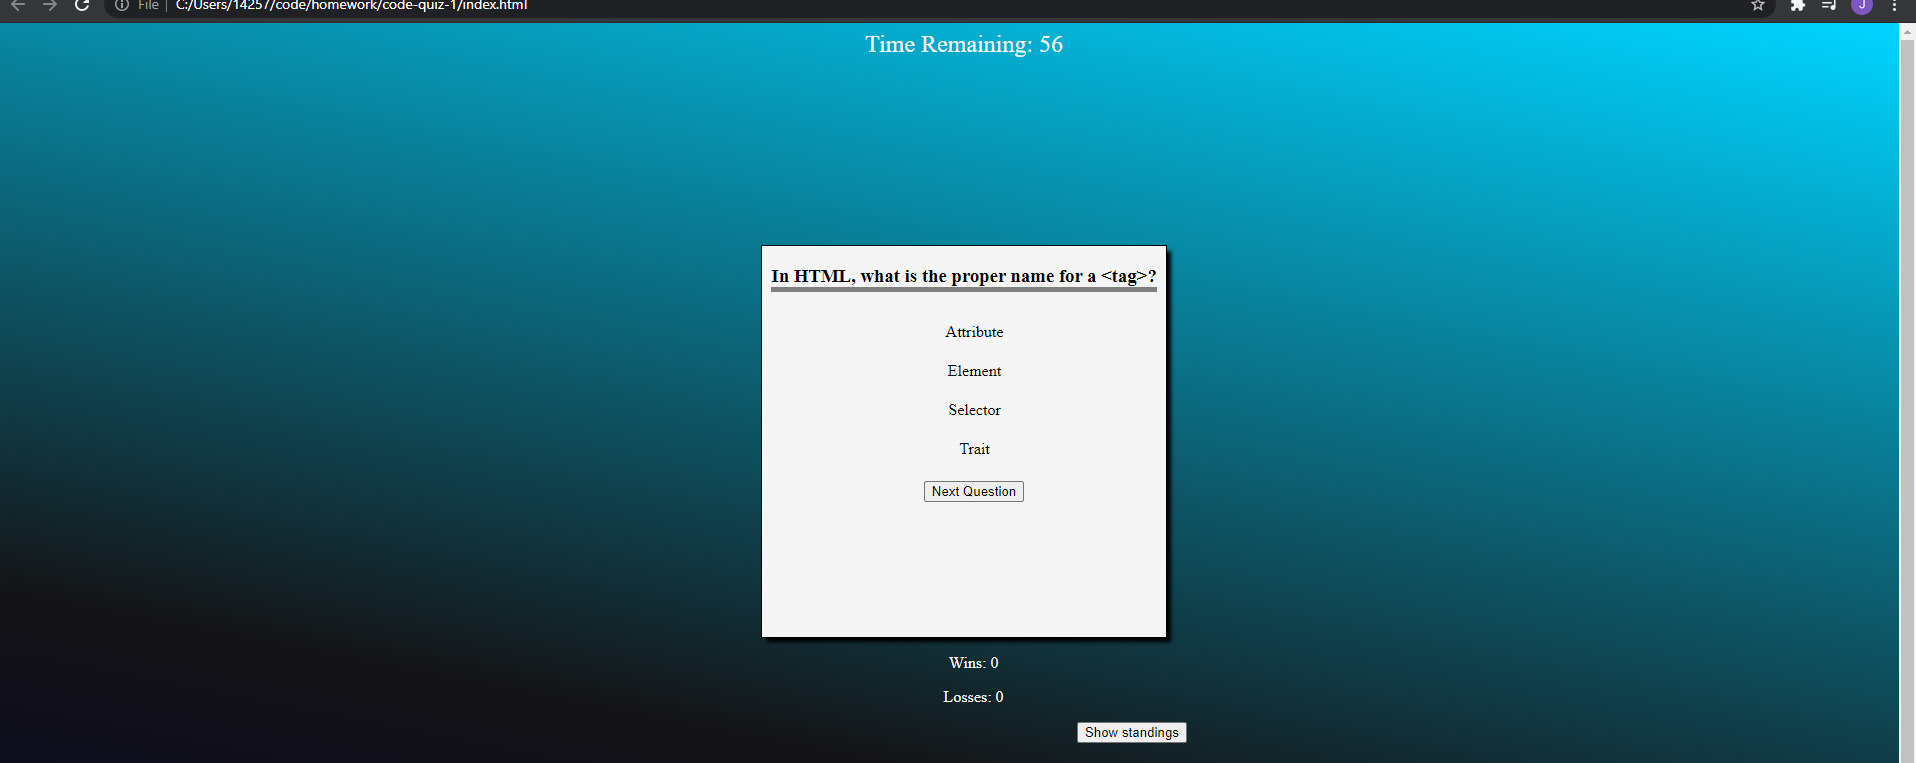 File C:/Users/14257/code/homework/code-quiz-1/index.html
J
Time Remaining: 56
In HTML, what is the proper name for a <tag>?
Attribute
Element
Selector
Trait
Next Question
Wins: 0
Losses: 0
Show standings